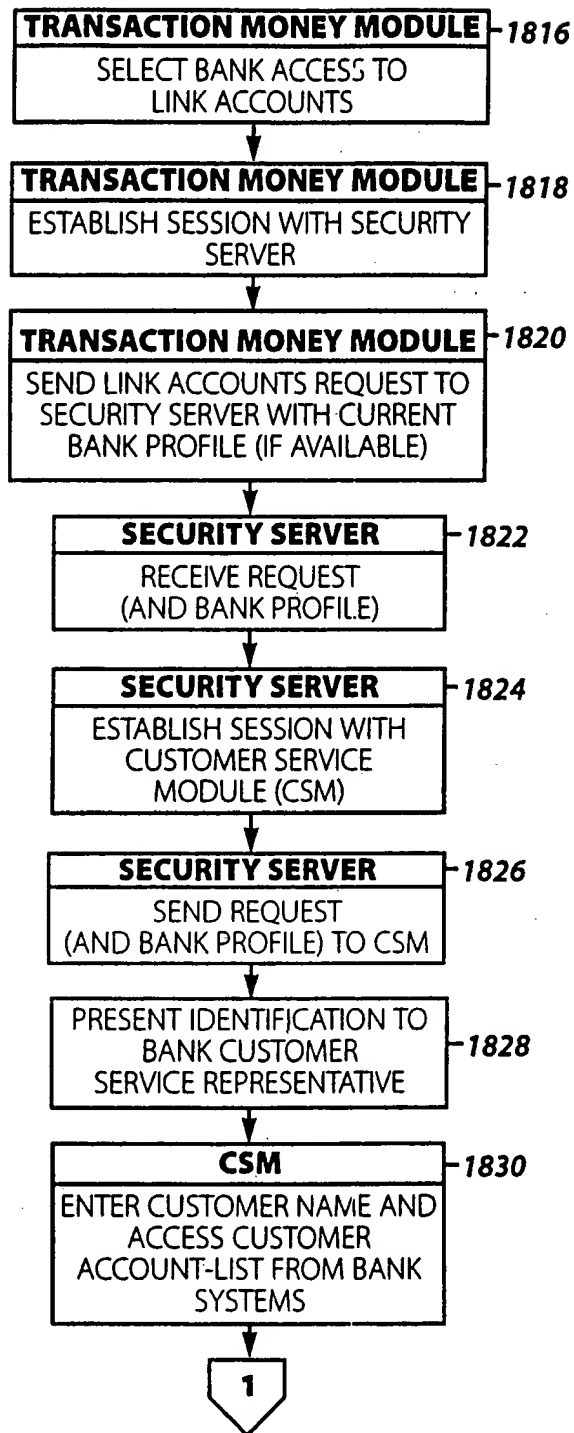 TRANSACTION MONEY MODULE
1816
SELECT BANK ACCESS TO
LINK ACCOUNTS
TRANSACTION MONEY MODULE
1818
ESTABLISH SESSION WITH SECURITY
SERVER
TRANSACTION MONEY MODULE
1820
SEND LINK ACCOUNTS REQUEST TO
SECURITY SERVER WITH CURRENT
BANK PROFILE (IF AVAILABLE)
SECURITY SERVER
1822
RECEIVE REQUEST
(AND BANK PROFILE)
SECURITY SERVER
1824
ESTABLISH SESSION WITH
CUSTOMER SERVICE
MODULE (CSM)
SECURITY SERVER
1826
SEND REQUEST
(AND BANK PROFILE) TO CSM
PRESENT IDENTIFICATION TO
BANK CUSTOMER
SERVICE REPRESENTATIVE
1828
CSM
1830
ENTER CUSTOMER NAME AND
ACCESS CUSTOMER
ACCOUNT-LIST FROM BANK
SYSTEMS
1